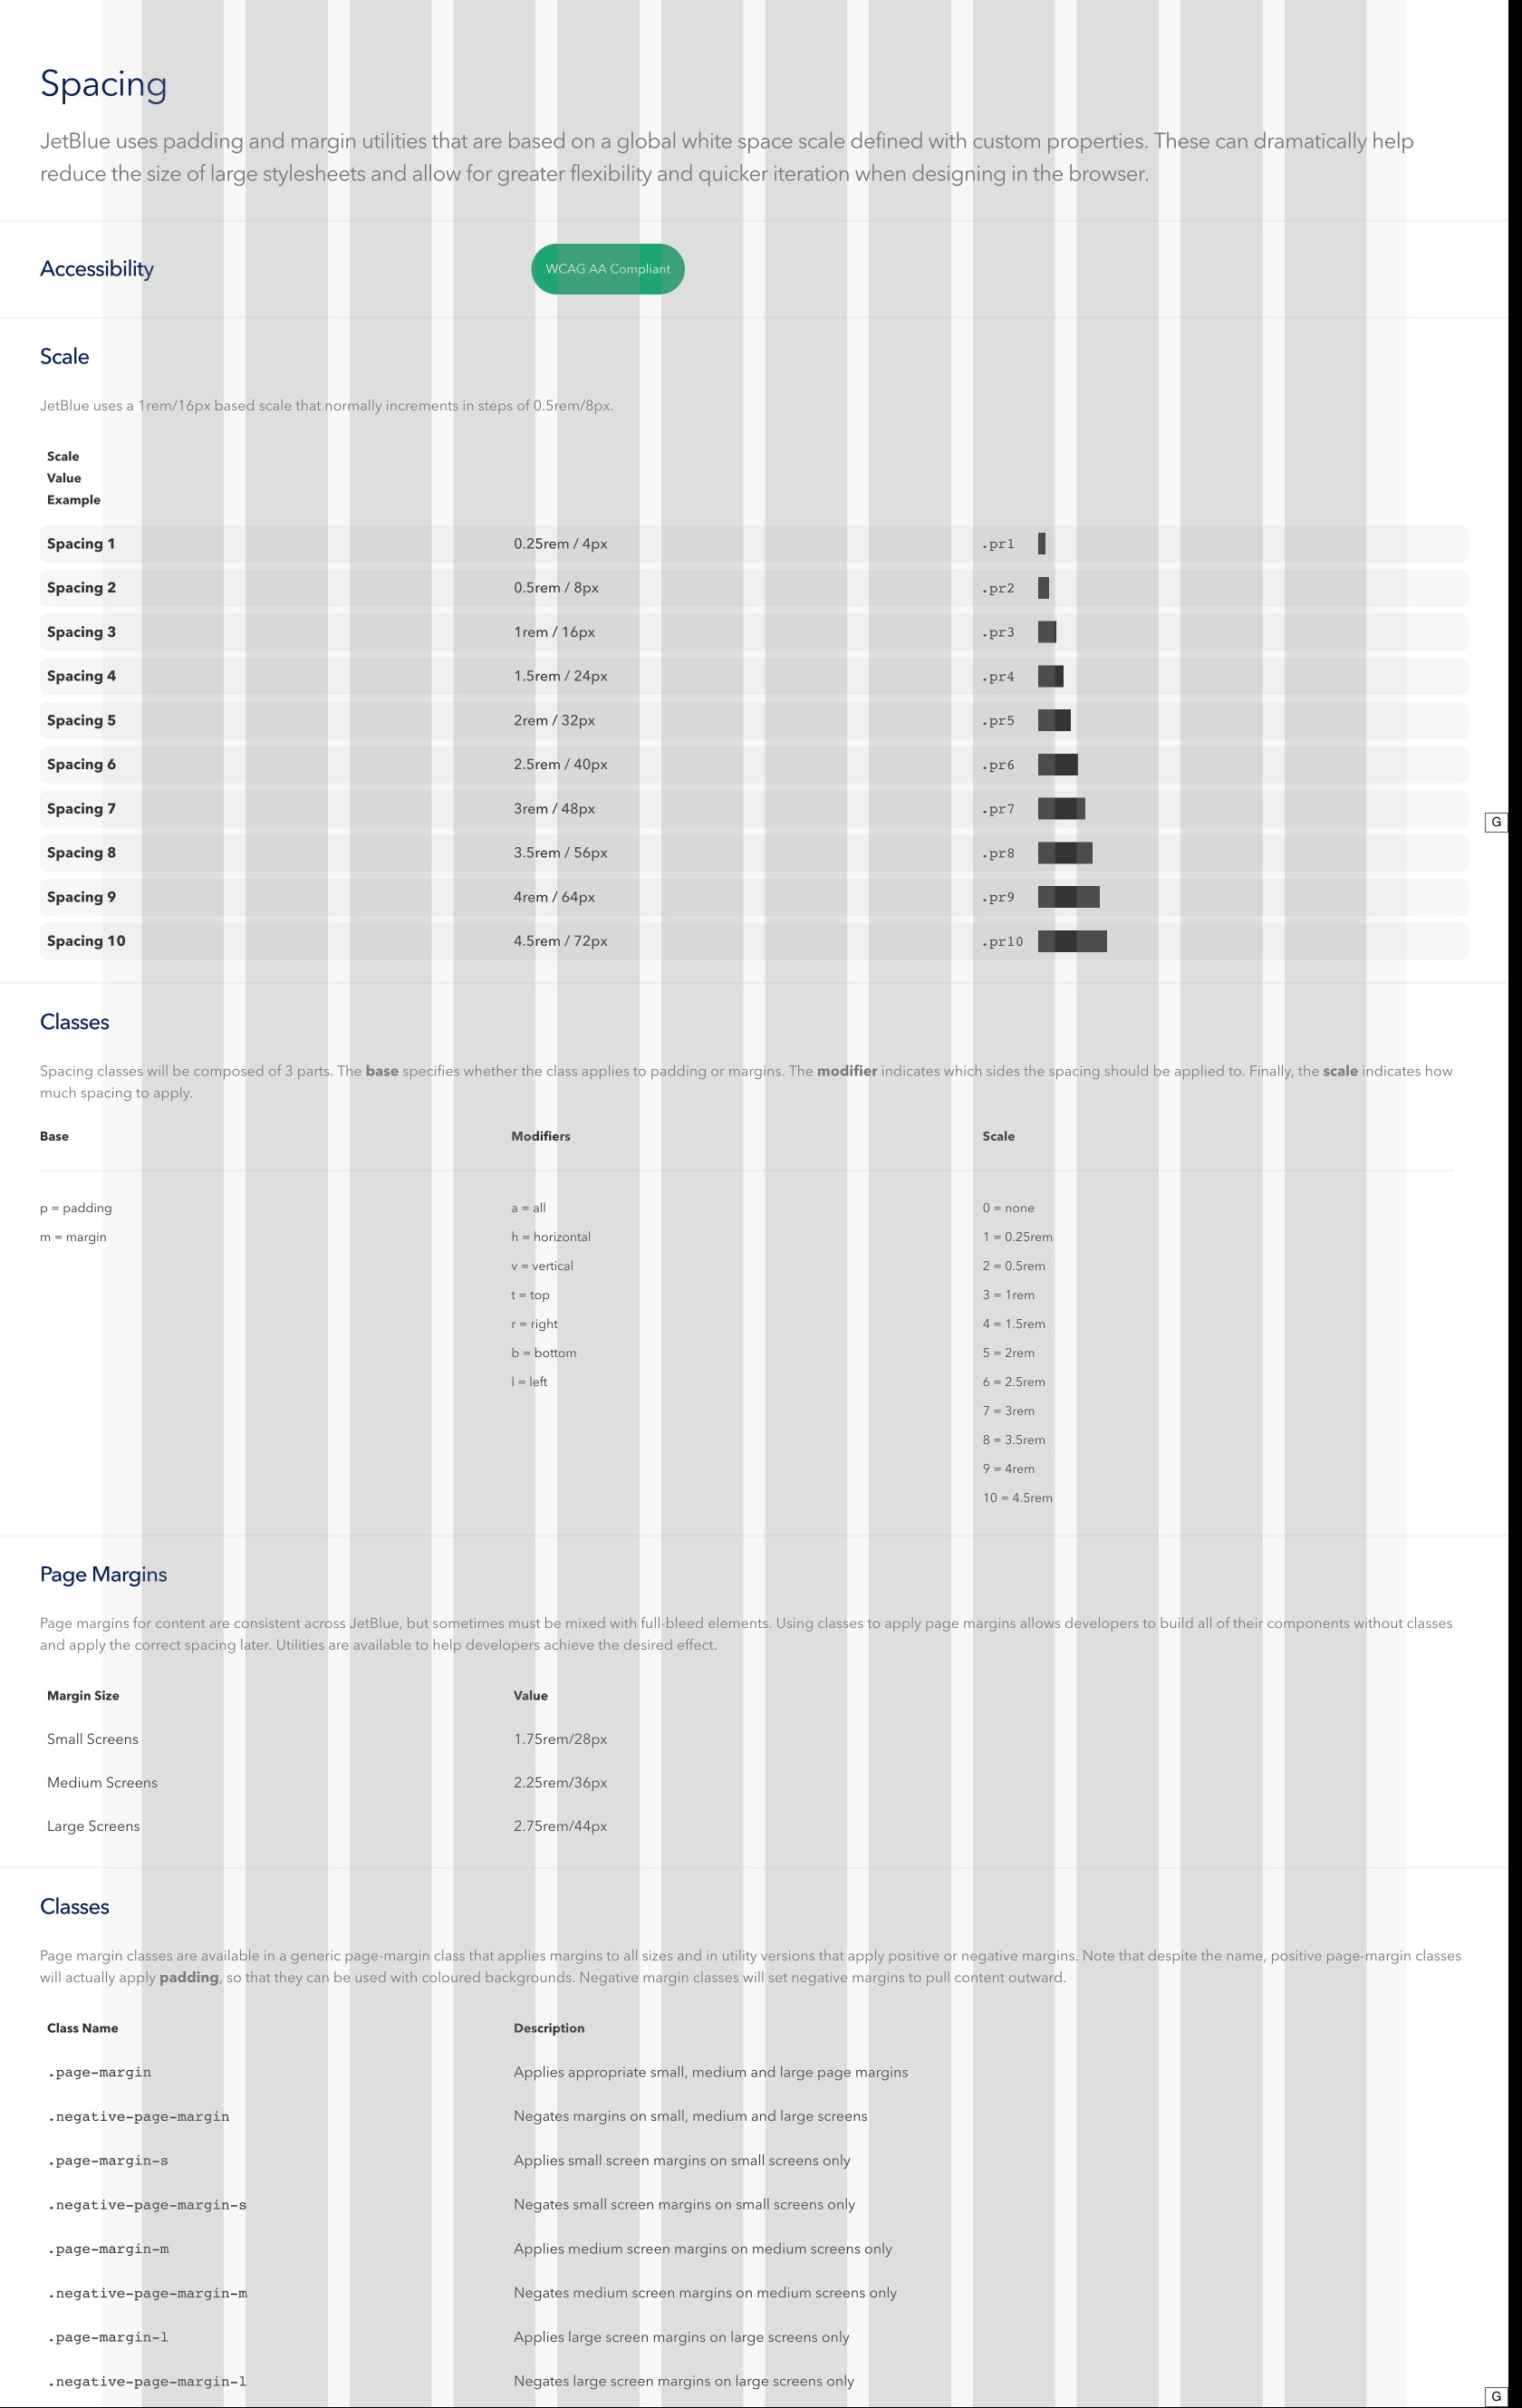 Spacing
JetBlue uses padding and margin utilities that are based on a global white space scale defined with custom properties. These can dramatically help
reduce the size of large stylesheets and allow for greater flexibility and quicker iteration when designing in the browser.
Accessibility
WCAG AA Compliant
Scale
JetBlue uses a 1rem/16px based scale that normally increments in steps of 0.5rem/8px.
Scale
Value
Example
Spacing 1 0.25rem / 4px .pr1
Spacing 2 0.5rem / 8px .pr2
Spacing 3 1rem / 16px .pr3
Spacing 4 1.5rem / 24px .pr4
Spacing 5 2rem / 32px .pr5
Spacing 6 2.5rem / 40px .pr6
Spacing 7 3rem / 48px .pr7
G
Spacing 8 3.5rem / 56px .pr8
Spacing 9 4rem / 64px .pr9
Spacing 10 4.5rem / 72px .pr10
Classes
Spacing classes will be composed of 3 parts. The base specifies whether the class applies to padding or margins. The modifier indicates which sides the spacing should be applied to. Finally, the scale indicates how
much spacing to apply.
Base Modifiers Scale
p = padding a = all 0 = none
m = margin h = horizontal 1 = 0.25rem
v = vertical 2 = 0.5rem
t = top 3 = 1rem
r = right 4 = 1.5rem
b = bottom 5 = 2rem
l = left 6 = 2.5rem
7 = 3rem
8 = 3.5rem
9 = 4rem
10 = 4.5rem
Page Margins
Page margins for content are consistent across JetBlue, but sometimes must be mixed with full-bleed elements. Using classes to apply page margins allows developers to build all of their components without classes
and apply the correct spacing later. Utilities are available to help developers achieve the desired effect.
Margin Size Value
Small Screens 1.75rem/28px
Medium Screens 2.25rem/36px
Large Screens 2.75rem/44px
Classes
Page margin classes are available in a generic page-margin class that applies margins to all sizes and in utility versions that apply positive or negative margins. Note that despite the name, positive page-margin classes
will actually apply padding, so that they can be used with coloured backgrounds. Negative margin classes will set negative margins to pull content outward.
Class Name Description
.page-margin Applies appropriate small, medium and large page margins
.negative-page-margin Negates margins on small, medium and large screens
.page-margin-s Applies small screen margins on small screens only
.negative-page-margin-s Negates small screen margins on small screens only
.page-margin-m Applies medium screen margins on medium screens only
.negative-page-margin-m Negates medium screen margins on medium screens only
.page-margin-l Applies large screen margins on large screens only
.negative-page-margin-l Negates large screen margins on large screens only
G